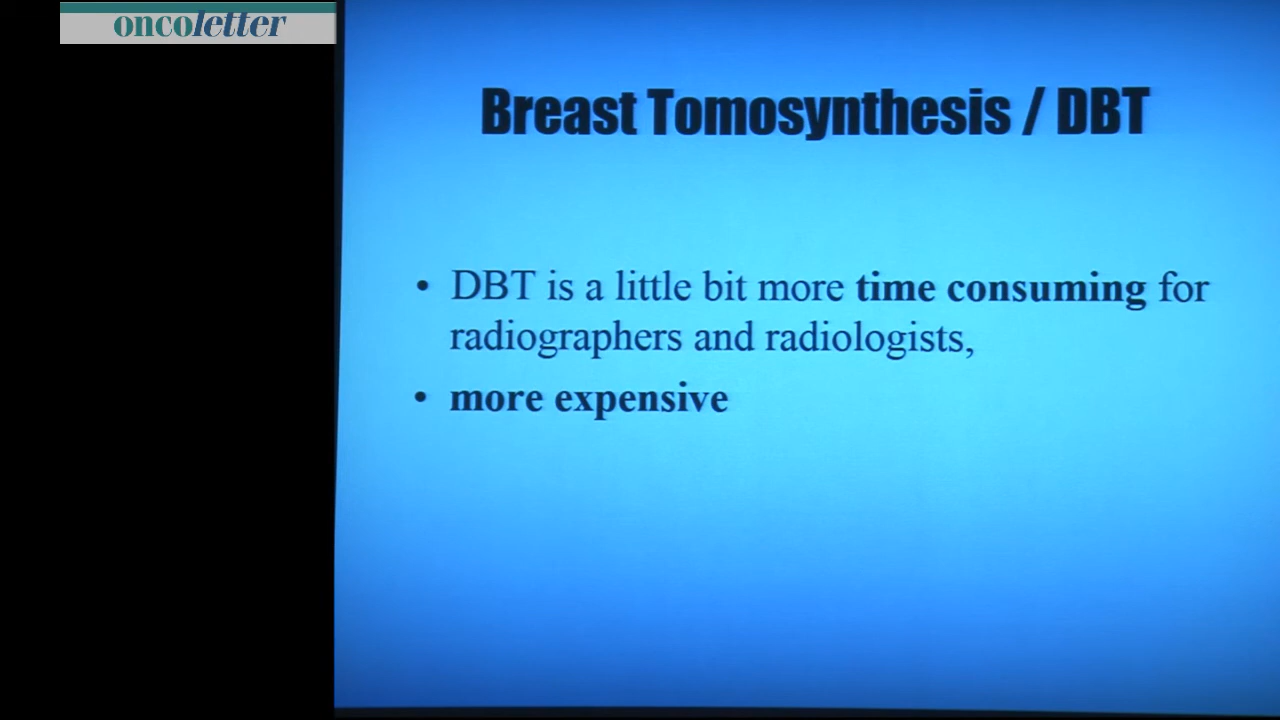 oncoletter
Breast Tomosynthesis / DBT
• DBT is a little bit more time consuming for
radiographers and radiologists,
• more expensive